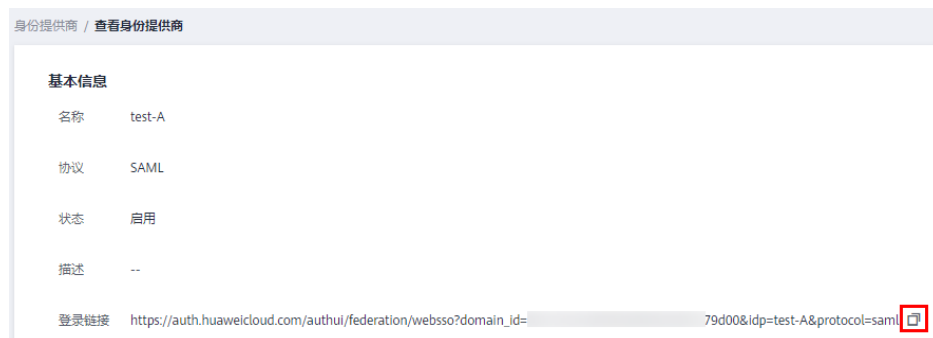 身份提供商 / 查看身份提供商
基本信息
名称 test-A
协议 SAML
状态 启用
描述 --
登录链接 https://auth.huaweicloud.com/authui/federation/websso?domain_id= 79d00&idp=test-A&protocol=saml